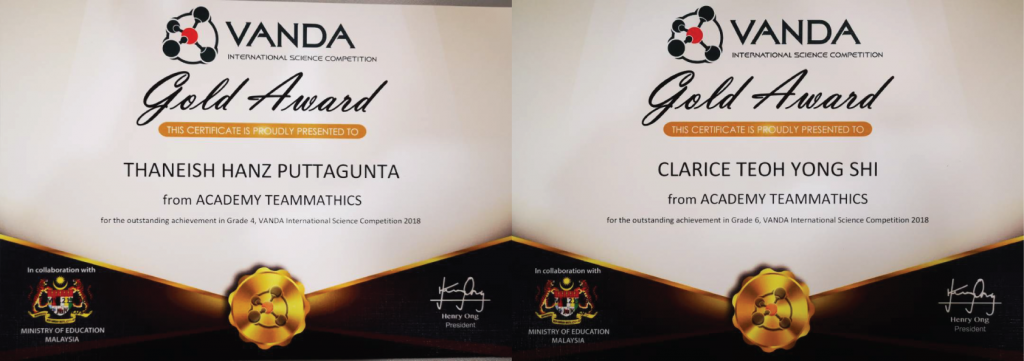 VANDA
INTERNATIONAL SCIENCE COMPETITION
Gold Award
THIS CERTIFICATE IS PROUDLY PRESENTED TO
THANEISH HANZ PUTTAGUNTA
from ACADEMY TEAMMATHICS
for the outstanding achievement in Grade 4, VANDA International Science Competition 2018
In collaboration with
MINISTRY OF EDUCATION
MALAYSIA
Henry Ong
President
VANDA
INTERNATIONAL SCIENCE COMPETITION
Gold Award
THIS CERTIFICATE IS PROUDLY PRESENTED TO
CLARICE TEOH YONG SHI
from ACADEMY TEAMMATHICS
for the outstanding achievement in Grade 6, VANDA International Science Competition 2018
In collaboration with
MINISTRY OF EDUCATION
MALAYSIA
Henry Ong
President